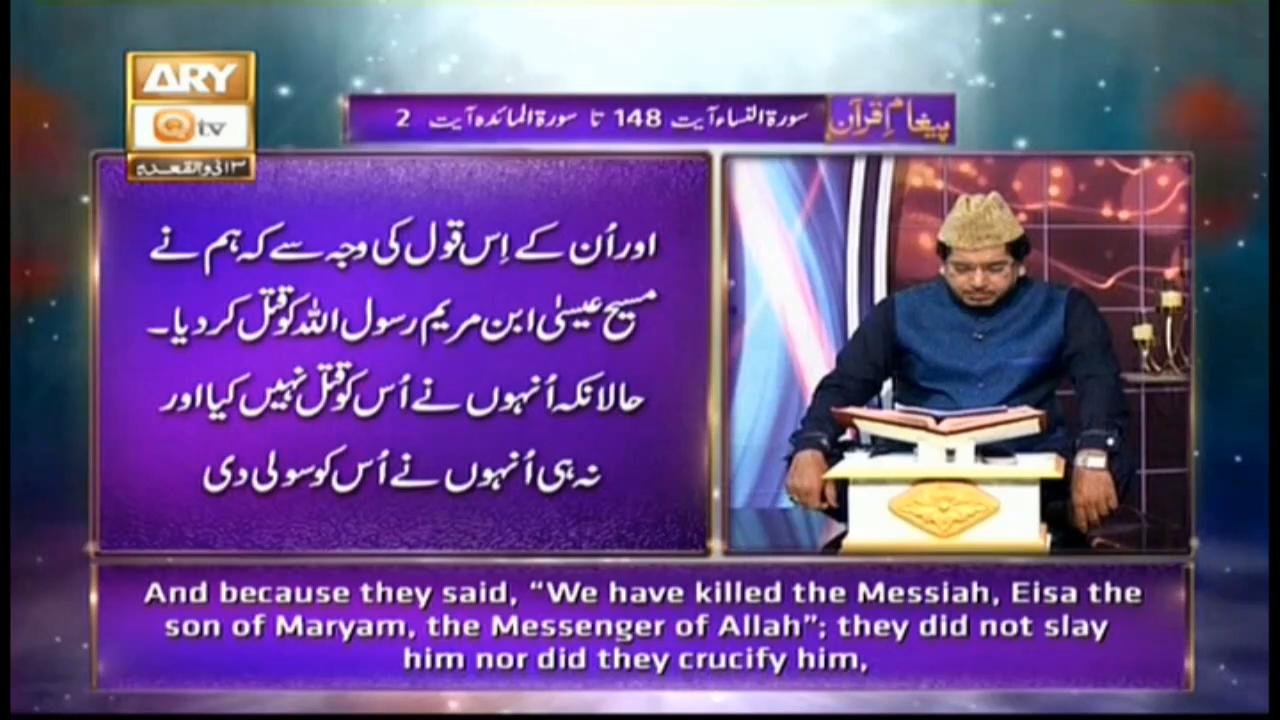 ARY
Qtv
۱۳ ذوالقعدہ
پیغامِ قرآن
سورۃ النساء آیت 148 تا سورۃ المائدہ آیت 2
اور اُن کے اِس قول کی وجہ سے کہ ہم نے
مسیح عیسیٰ ابن مریم رسول اللہ کو قتل کر دیا۔
حالانکہ اُنہوں نے اُس کو قتل نہیں کیا اور
نہ ہی اُنہوں نے اُس کو سولی دی
And because they said, “We have killed the Messiah, Eisa the
son of Maryam, the Messenger of Allah”; they did not slay
him nor did they crucify him,